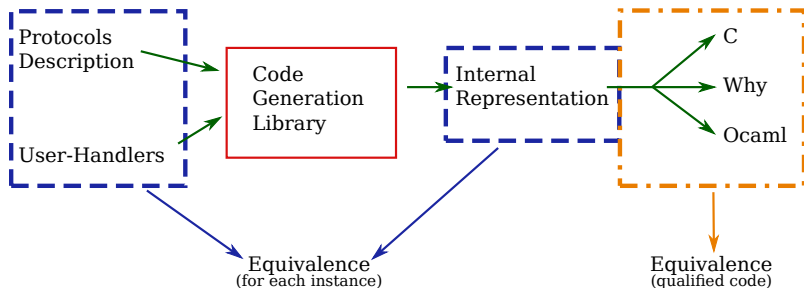 Protocols
Description
User-Handlers
Code
Generation
Library
Internal
Representation
C
Why
Ocaml
Equivalence
(for each instance)
Equivalence
(qualified code)